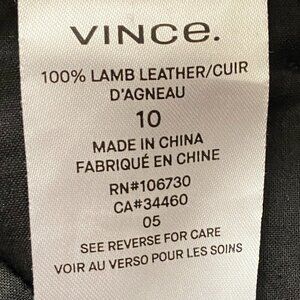 VINCE.
100% LAMB LEATHER/CUIR
D'AGNEAU
10
MADE IN CHINA
FABRIQUÉ EN CHINE
RN#106730
CA#34460
05
SEE REVERSE FOR CARE
VOIR AU VERSO POUR LES SOINS